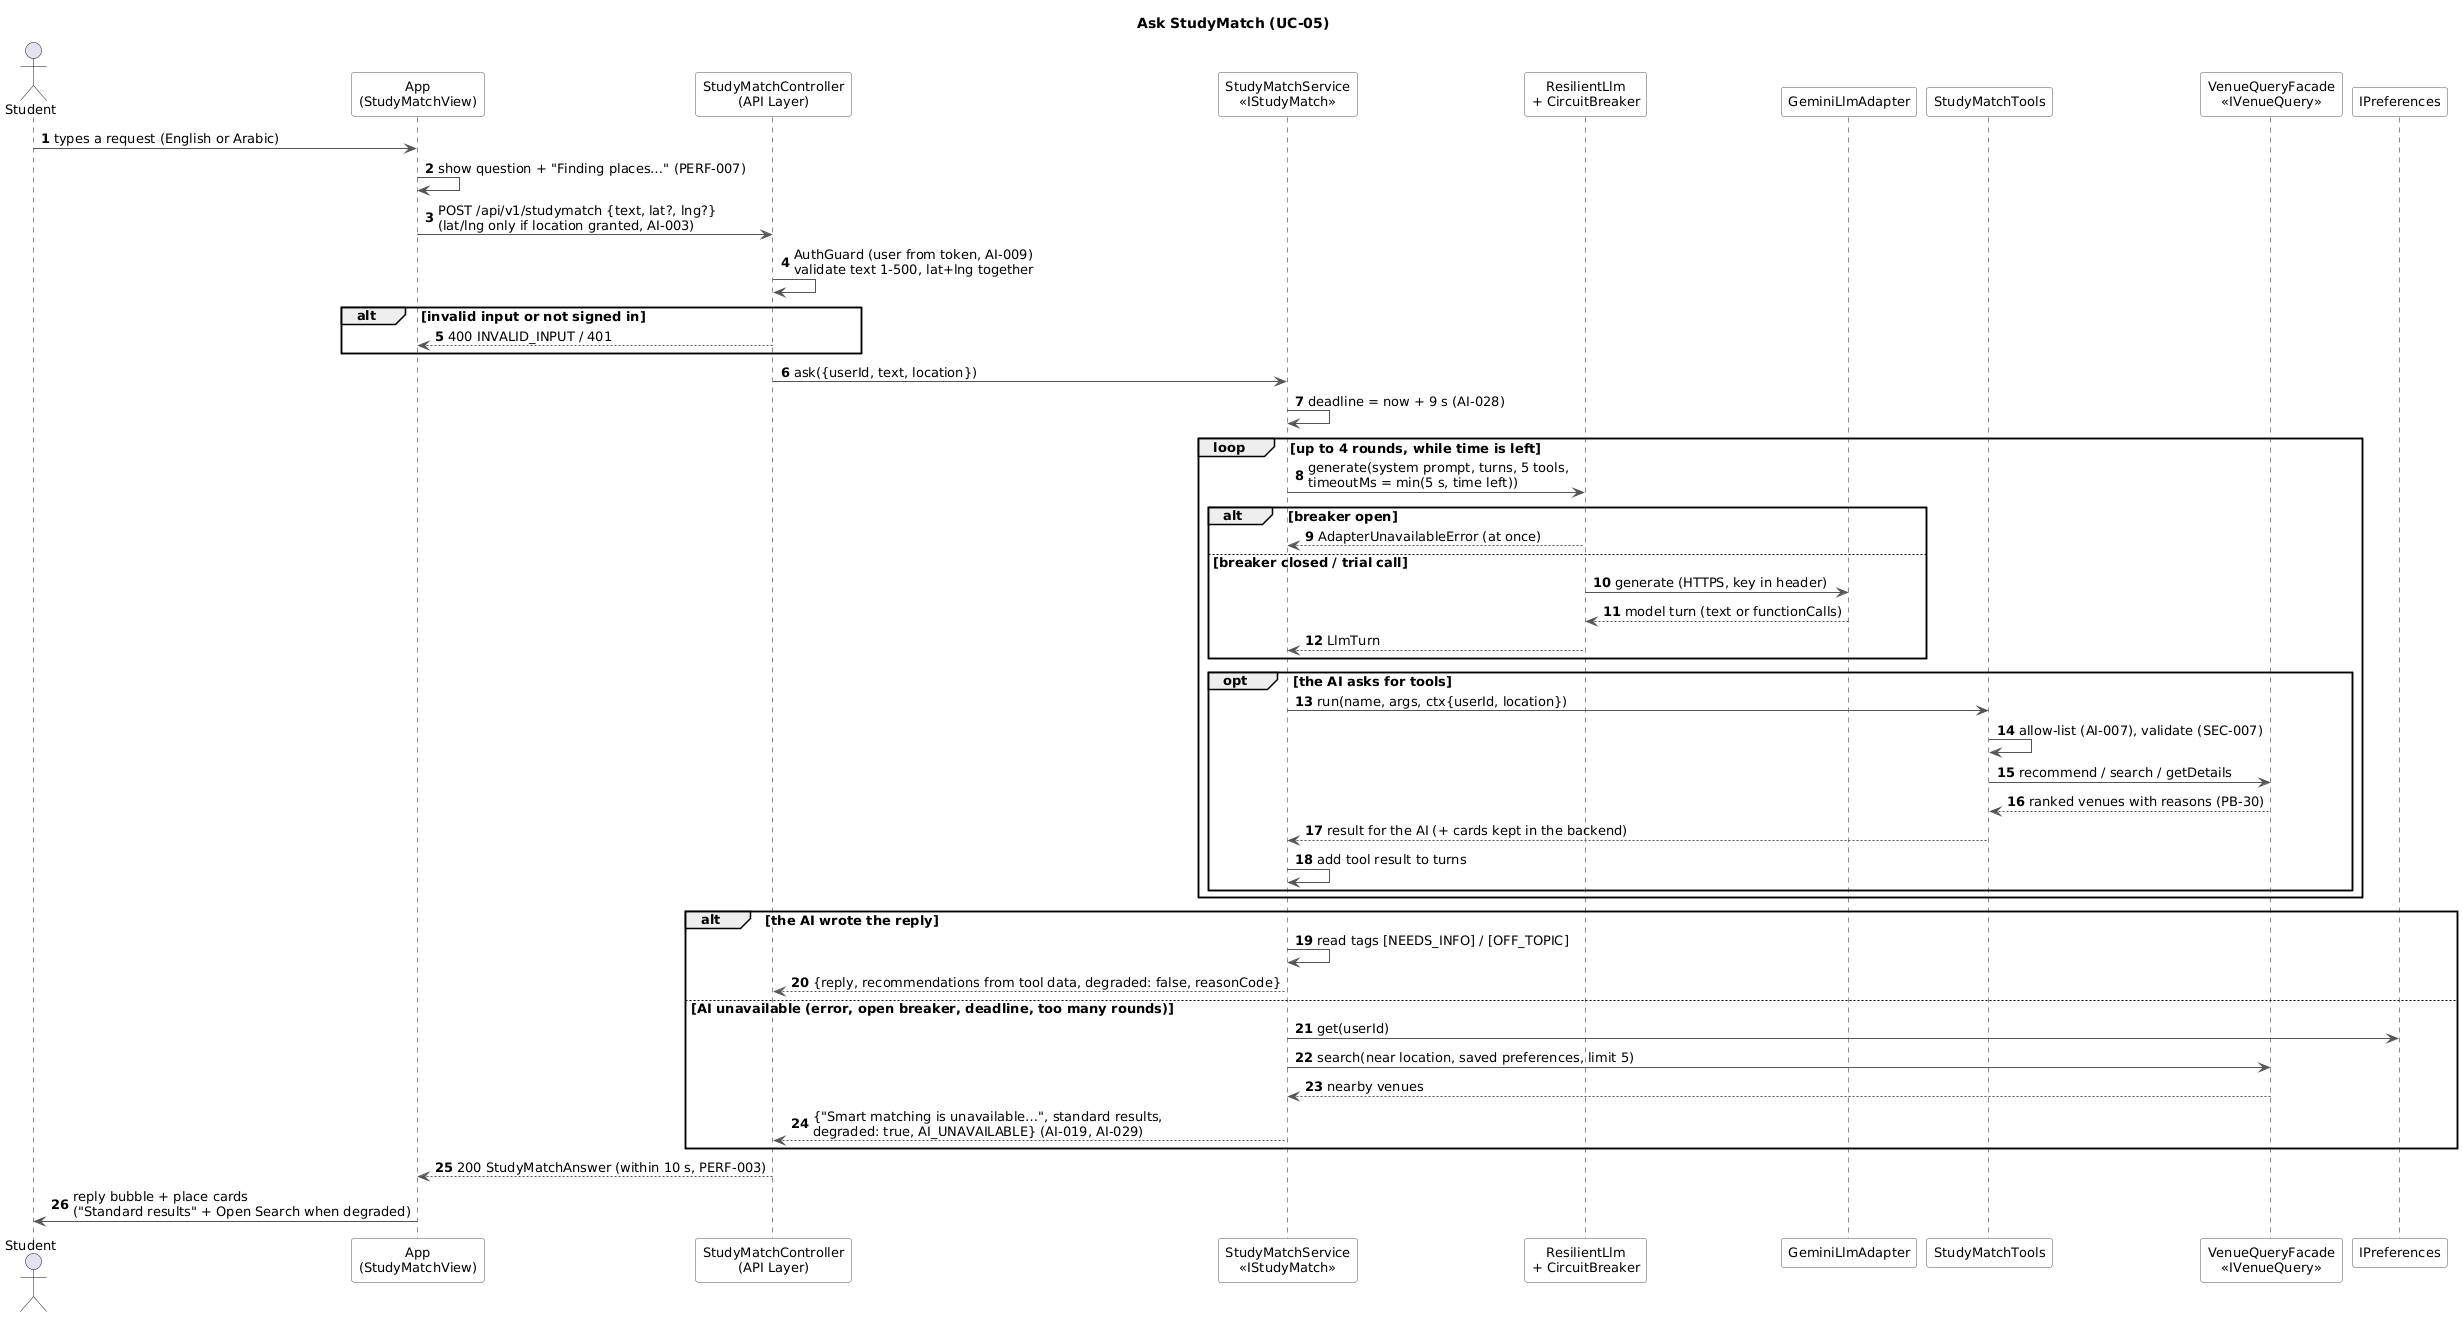 Ask StudyMatch (UC-05)
Student
App
(StudyMatchView)
StudyMatchController
(API Layer)
StudyMatchService
«IStudyMatch»
ResilientLlm
+ CircuitBreaker
GeminiLlmAdapter
StudyMatchTools
VenueQueryFacade
«IVenueQuery»
IPreferences
1 types a request (English or Arabic)
2 show question + "Finding places..." (PERF-007)
3 POST /api/v1/studymatch {text, lat?, lng?}
(lat/lng only if location granted, AI-003)
4 AuthGuard (user from token, AI-009)
validate text 1-500, lat+lng together
alt [invalid input or not signed in]
5 400 INVALID_INPUT / 401
6 ask({userId, text, location})
7 deadline = now + 9 s (AI-028)
loop [up to 4 rounds, while time is left]
8 generate(system prompt, turns, 5 tools,
timeoutMs = min(5 s, time left))
alt [breaker open]
9 AdapterUnavailableError (at once)
[breaker closed / trial call]
10 generate (HTTPS, key in header)
11 model turn (text or functionCalls)
12 LlmTurn
opt [the AI asks for tools]
13 run(name, args, ctx{userId, location})
14 allow-list (AI-007), validate (SEC-007)
15 recommend / search / getDetails
16 ranked venues with reasons (PB-30)
17 result for the AI (+ cards kept in the backend)
18 add tool result to turns
alt [the AI wrote the reply]
19 read tags [NEEDS_INFO] / [OFF_TOPIC]
20 {reply, recommendations from tool data, degraded: false, reasonCode}
[AI unavailable (error, open breaker, deadline, too many rounds)]
21 get(userId)
22 search(near location, saved preferences, limit 5)
23 nearby venues
24 {"Smart matching is unavailable...", standard results,
degraded: true, AI_UNAVAILABLE} (AI-019, AI-029)
25 200 StudyMatchAnswer (within 10 s, PERF-003)
26 reply bubble + place cards
("Standard results" + Open Search when degraded)
Student
App
(StudyMatchView)
StudyMatchController
(API Layer)
StudyMatchService
«IStudyMatch»
ResilientLlm
+ CircuitBreaker
GeminiLlmAdapter
StudyMatchTools
VenueQueryFacade
«IVenueQuery»
IPreferences